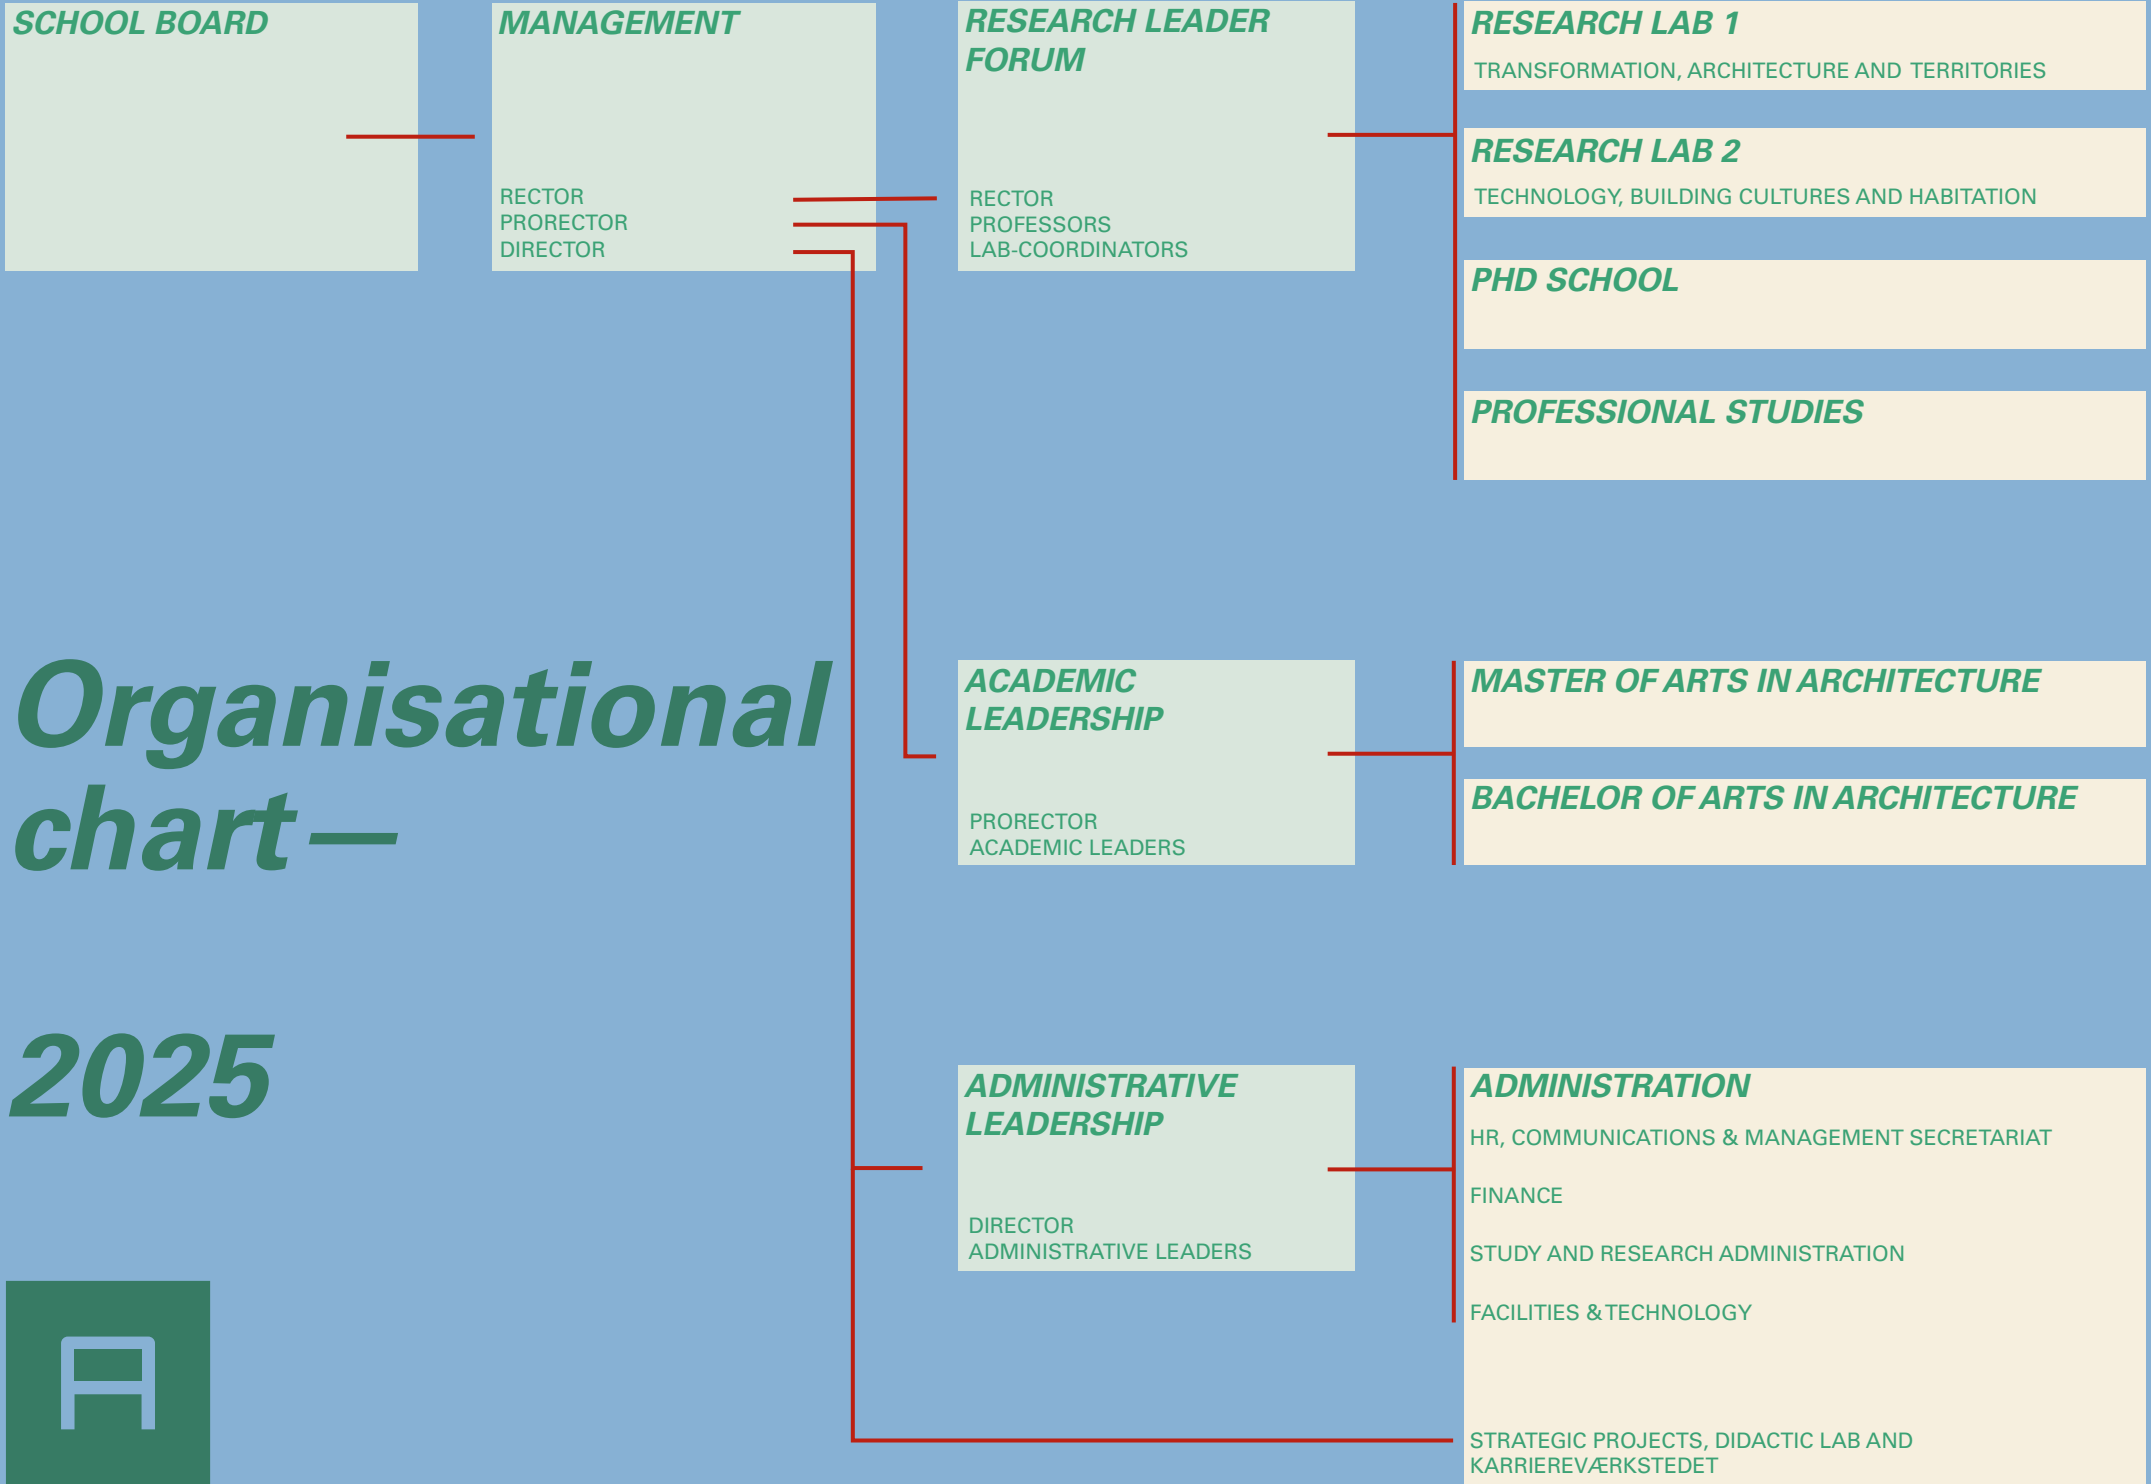 SCHOOL BOARD
MANAGEMENT
RECTOR
PRORECTOR
DIRECTOR
RESEARCH LEADER
FORUM
RECTOR
PROFESSORS
LAB-COORDINATORS
RESEARCH LAB 1
TRANSFORMATION, ARCHITECTURE AND TERRITORIES
RESEARCH LAB 2
TECHNOLOGY, BUILDING CULTURES AND HABITATION
PHD SCHOOL
PROFESSIONAL STUDIES
Organisational
chart—
2025
ACADEMIC
LEADERSHIP
PRORECTOR
ACADEMIC LEADERS
MASTER OF ARTS IN ARCHITECTURE
BACHELOR OF ARTS IN ARCHITECTURE
ADMINISTRATIVE
LEADERSHIP
DIRECTOR
ADMINISTRATIVE LEADERS
ADMINISTRATION
HR, COMMUNICATIONS & MANAGEMENT SECRETARIAT
FINANCE
STUDY AND RESEARCH ADMINISTRATION
FACILITIES & TECHNOLOGY
STRATEGIC PROJECTS, DIDACTIC LAB AND
KARRIEREVÆRKSTEDET
A